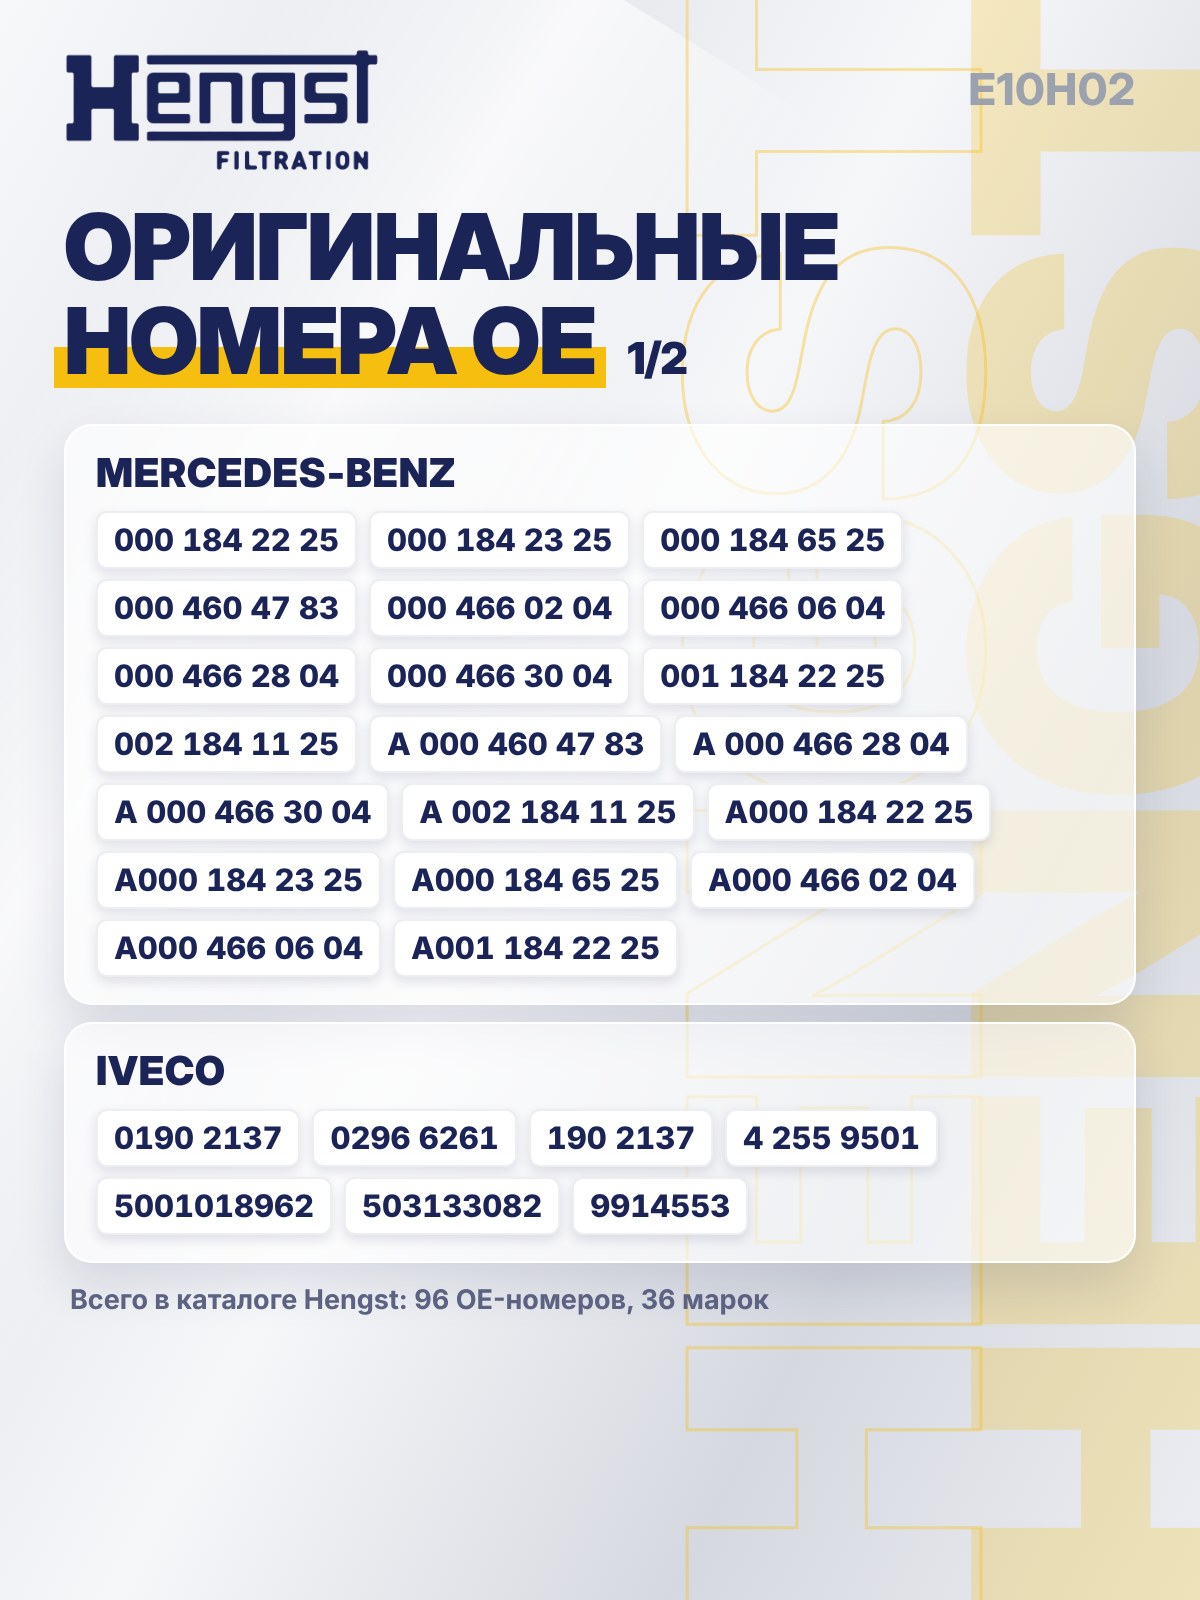 Hengst
FILTRATION
E10H02
ОРИГИНАЛЬНЫЕ
НОМЕРА OE 1/2
MERCEDES-BENZ
000 184 22 25 000 184 23 25 000 184 65 25
000 460 47 83 000 466 02 04 000 466 06 04
000 466 28 04 000 466 30 04 001 184 22 25
002 184 11 25 A 000 460 47 83 A 000 466 28 04
A 000 466 30 04 A 002 184 11 25 A000 184 22 25
A000 184 23 25 A000 184 65 25 A000 466 02 04
A000 466 06 04 A001 184 22 25
IVECO
0190 2137 0296 6261 190 2137 4 255 9501
5001018962 503133082 9914553
Всего в каталоге Hengst: 96 OE-номеров, 36 марок
HENGST
HENGST